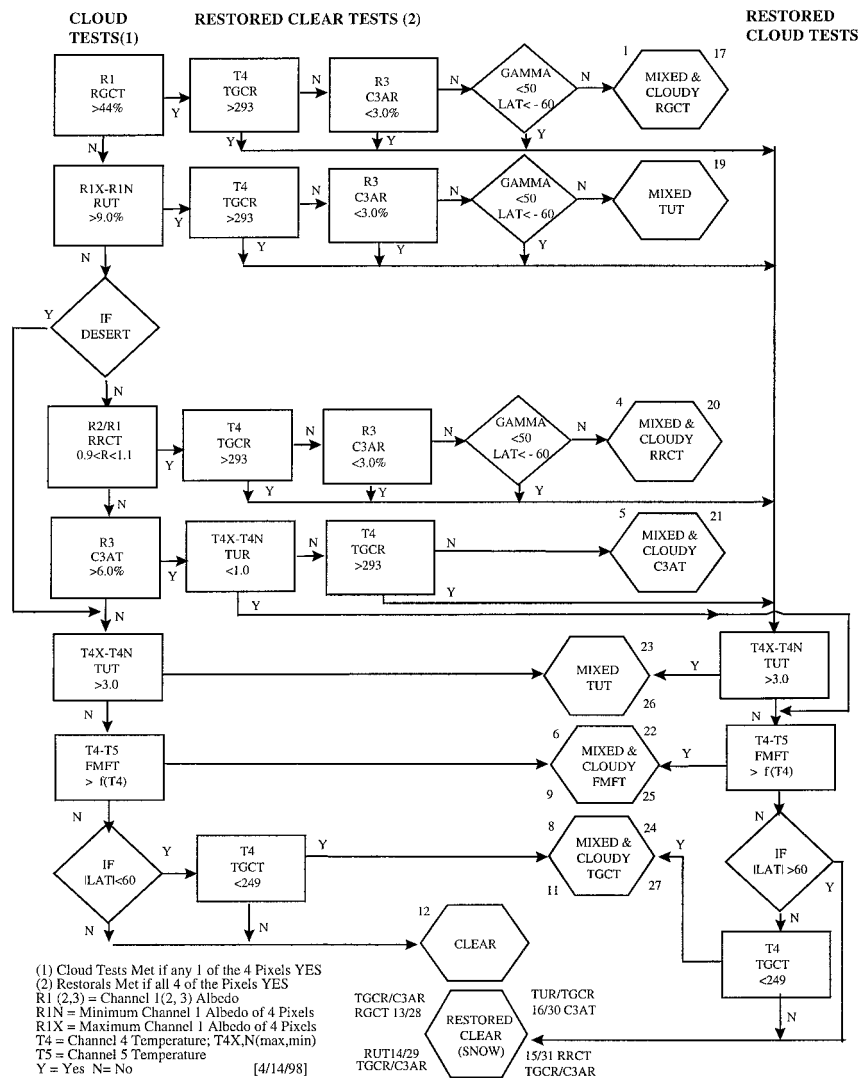 CLOUD
TESTS(1)
RESTORED CLEAR TESTS (2)
RESTORED
CLOUD TESTS
R1
RGCT
>44%
Y
N
T4
TGCR
>293
N
Y
R3
C3AR
<3.0%
N
Y
GAMMA
<50
LAT< - 60
N
Y
1
17
MIXED &
CLOUDY
RGCT
R1X-R1N
RUT
>9.0%
Y
N
T4
TGCR
>293
N
Y
R3
C3AR
<3.0%
N
Y
GAMMA
<50
LAT< - 60
N
Y
19
MIXED
TUT
Y
IF
DESERT
N
R2/R1
RRCT
0.9<R<1.1
Y
N
T4
TGCR
>293
N
Y
R3
C3AR
<3.0%
N
Y
GAMMA
<50
LAT< - 60
N
Y
4
20
MIXED &
CLOUDY
RRCT
R3
C3AT
>6.0%
Y
N
T4X-T4N
TUR
<1.0
N
Y
T4
TGCR
>293
N
Y
5
21
MIXED &
CLOUDY
C3AT
T4X-T4N
TUT
>3.0
N
23
MIXED
TUT
26
Y
T4X-T4N
TUT
>3.0
N
T4-T5
FMFT
> f(T4)
N
6
22
MIXED &
CLOUDY
FMFT
9
25
Y
T4-T5
FMFT
> f(T4)
N
IF
|LAT|<60
Y
N
T4
TGCT
<249
Y
N
8
24
MIXED &
CLOUDY
TGCT
11
27
Y
IF
|LAT| >60
Y
N
12
CLEAR
T4
TGCT
<249
N
(1) Cloud Tests Met if any 1 of the 4 Pixels YES
(2) Restorals Met if all 4 of the Pixels YES
R1 (2,3) = Channel 1(2, 3) Albedo
R1N = Minimum Channel 1 Albedo of 4 Pixels
R1X = Maximum Channel 1 Albedo of 4 Pixels
T4 = Channel 4 Temperature; T4X,N(max,min)
T5 = Channel 5 Temperature
Y = Yes N= No [4/14/98]
TGCR/C3AR
RGCT 13/28
TUR/TGCR
16/30 C3AT
RESTORED
CLEAR
(SNOW)
RUT14/29
TGCR/C3AR
15/31 RRCT
TGCR/C3AR